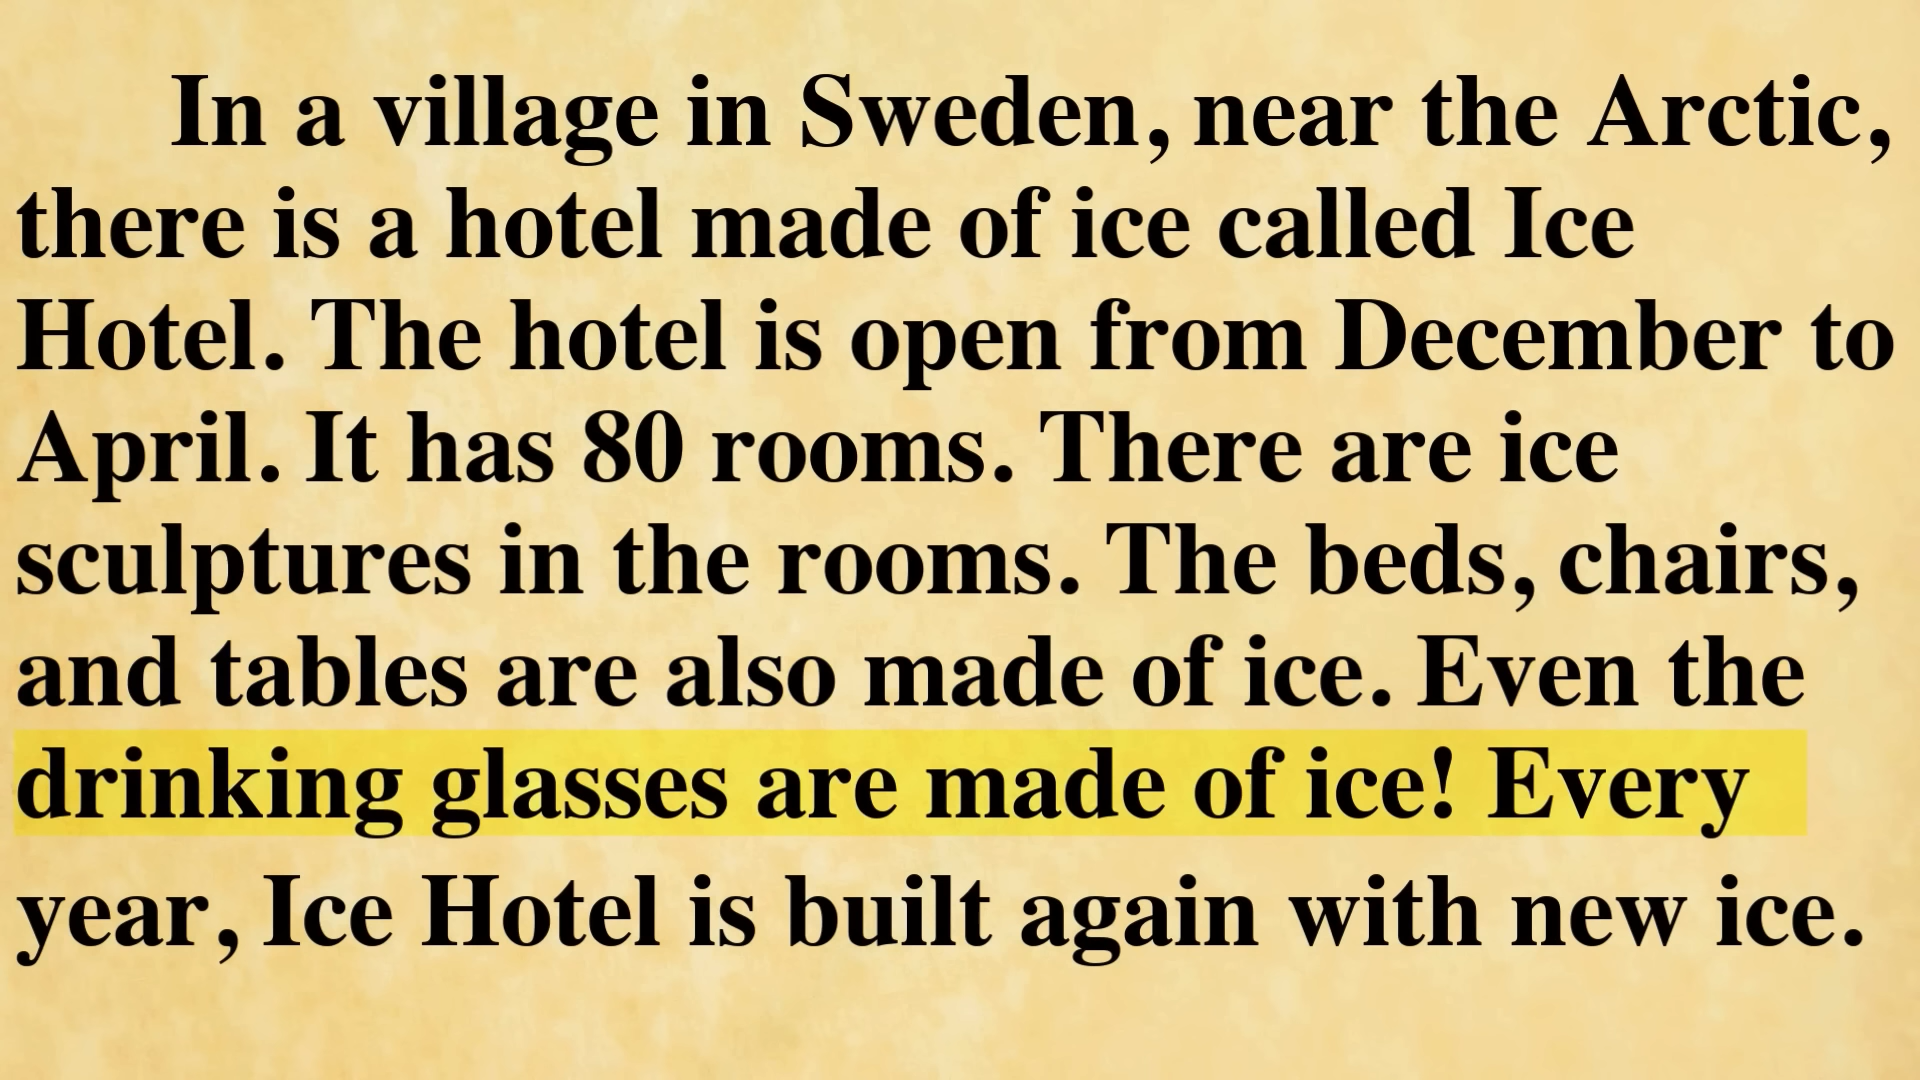 In a village in Sweden, near the Arctic,
there is a hotel made of ice called Ice
Hotel. The hotel is open from December to
April. It has 80 rooms. There are ice
sculptures in the rooms. The beds, chairs,
and tables are also made of ice. Even the
drinking glasses are made of ice! Every
year, Ice Hotel is built again with new ice.